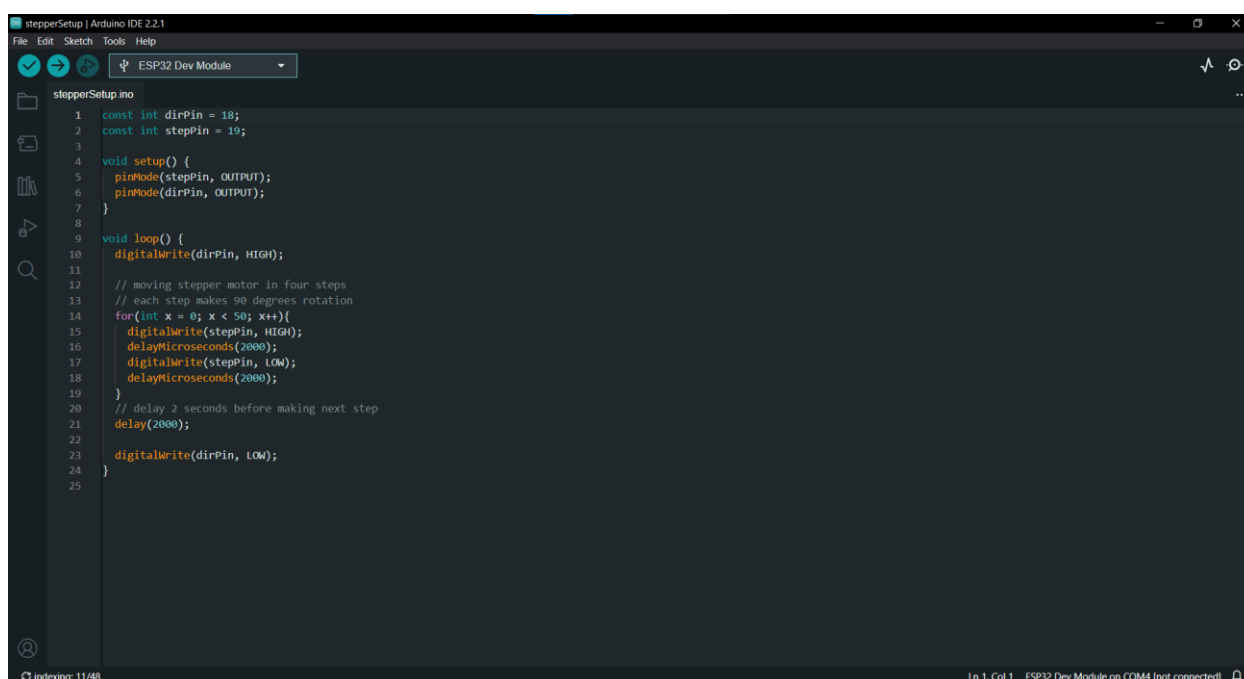 stepperSetup | Arduino IDE 2.2.1
File Edit Sketch Tools Help
ESP32 Dev Module
stepperSetup.ino
1 const int dirPin = 18;
2 const int stepPin = 19;
3
4 void setup() {
5 pinMode(stepPin, OUTPUT);
6 pinMode(dirPin, OUTPUT);
7 }
8
9 void loop() {
10 digitalWrite(dirPin, HIGH);
11
12 // moving stepper motor in four steps
13 // each step makes 90 degrees rotation
14 for(int x = 0; x < 50; x++){
15 digitalWrite(stepPin, HIGH);
16 delayMicroseconds(2000);
17 digitalWrite(stepPin, LOW);
18 delayMicroseconds(2000);
19 }
20 // delay 2 seconds before making next step
21 delay(2000);
22
23 digitalWrite(dirPin, LOW);
24 }
25
indexing: 11/48 Ln 1, Col 1 ESP32 Dev Module on COM4 [not connected]